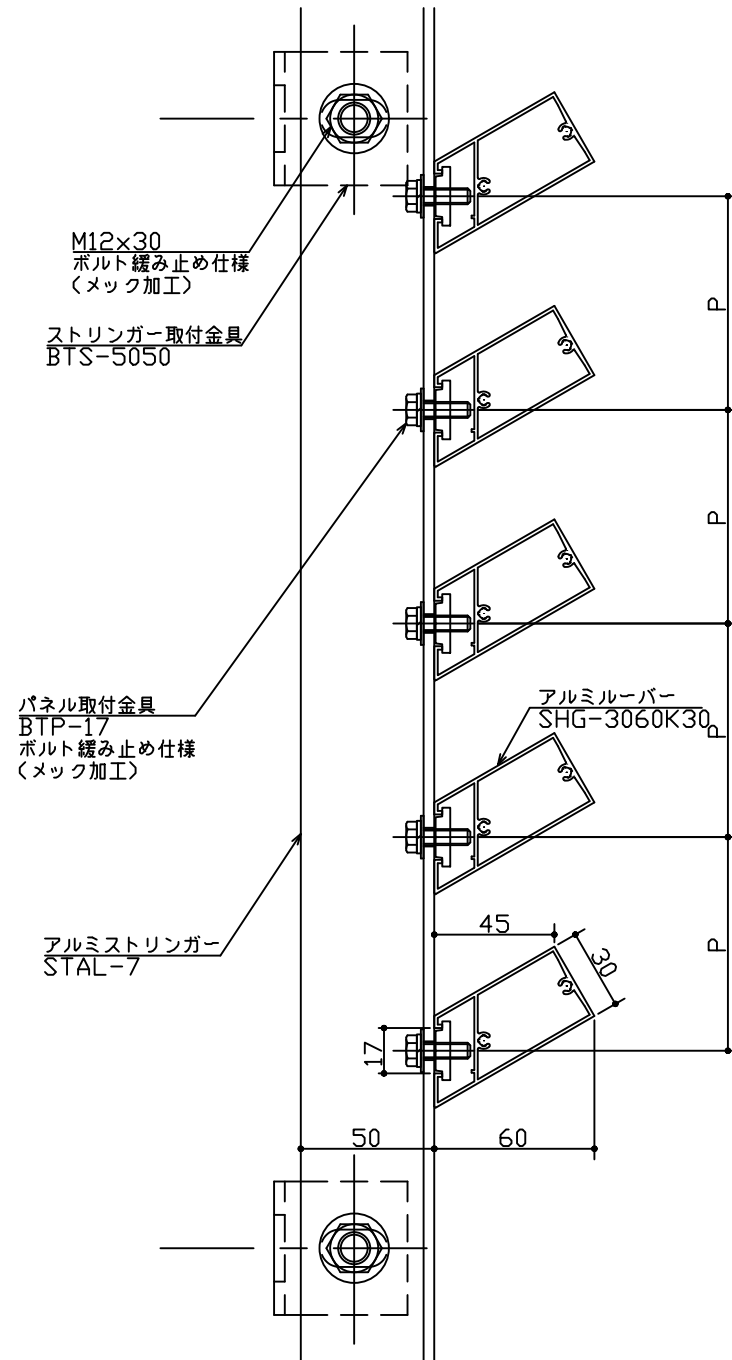 M12×30
ボルト緩み止め仕様
(メック加工)
ストリンガー取付金具
BTS-5050
P
P
パネル取付金具
BTP-17
ボルト緩み止め仕様
(メック加工)
アルミルーバー
SHG-3060K30
P
アルミストリンガー
STAL-7
45
30
P
17
50
60